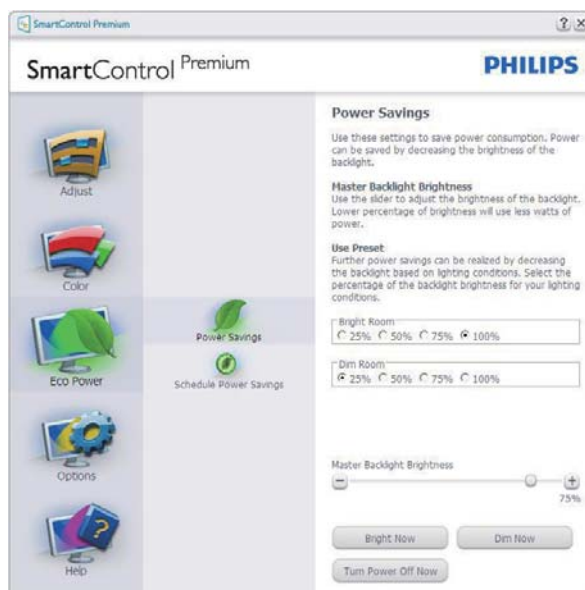 SmartControl Premium
? X
SmartControl Premium
PHILIPS
Adjust
Color
Eco Power
Options
Help
Power Savings
Schedule Power Savings
Power Savings
Use these settings to save power consumption. Power
can be saved by decreasing the brightness of the
backlight.
Master Backlight Brightness
Use the slider to adjust the brightness of the backlight.
Lower percentage of brightness will use less watts of
power.
Use Preset
Further power savings can be realized by decreasing
the backlight based on lighting conditions. Select the
percentage of the backlight brightness for your lighting
conditions.
Bright Room
25% 50% 75% 100%
Dim Room
25% 50% 75% 100%
Master Backlight Brightness
75%
Bright Now Dim Now
Turn Power Off Now